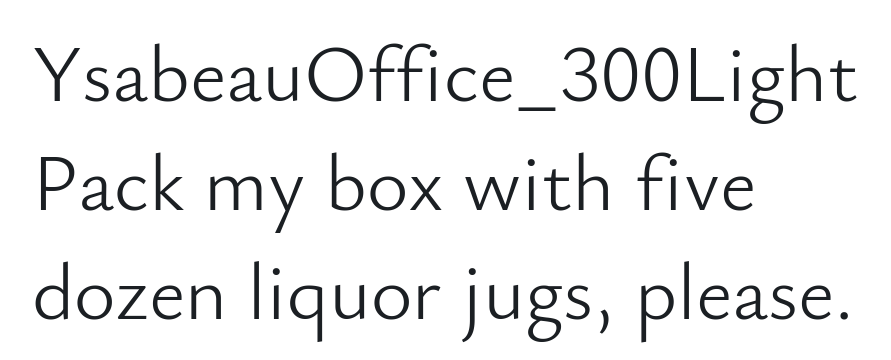 YsabeauOffice_300Light
Pack my box with five
dozen liquor jugs, please.